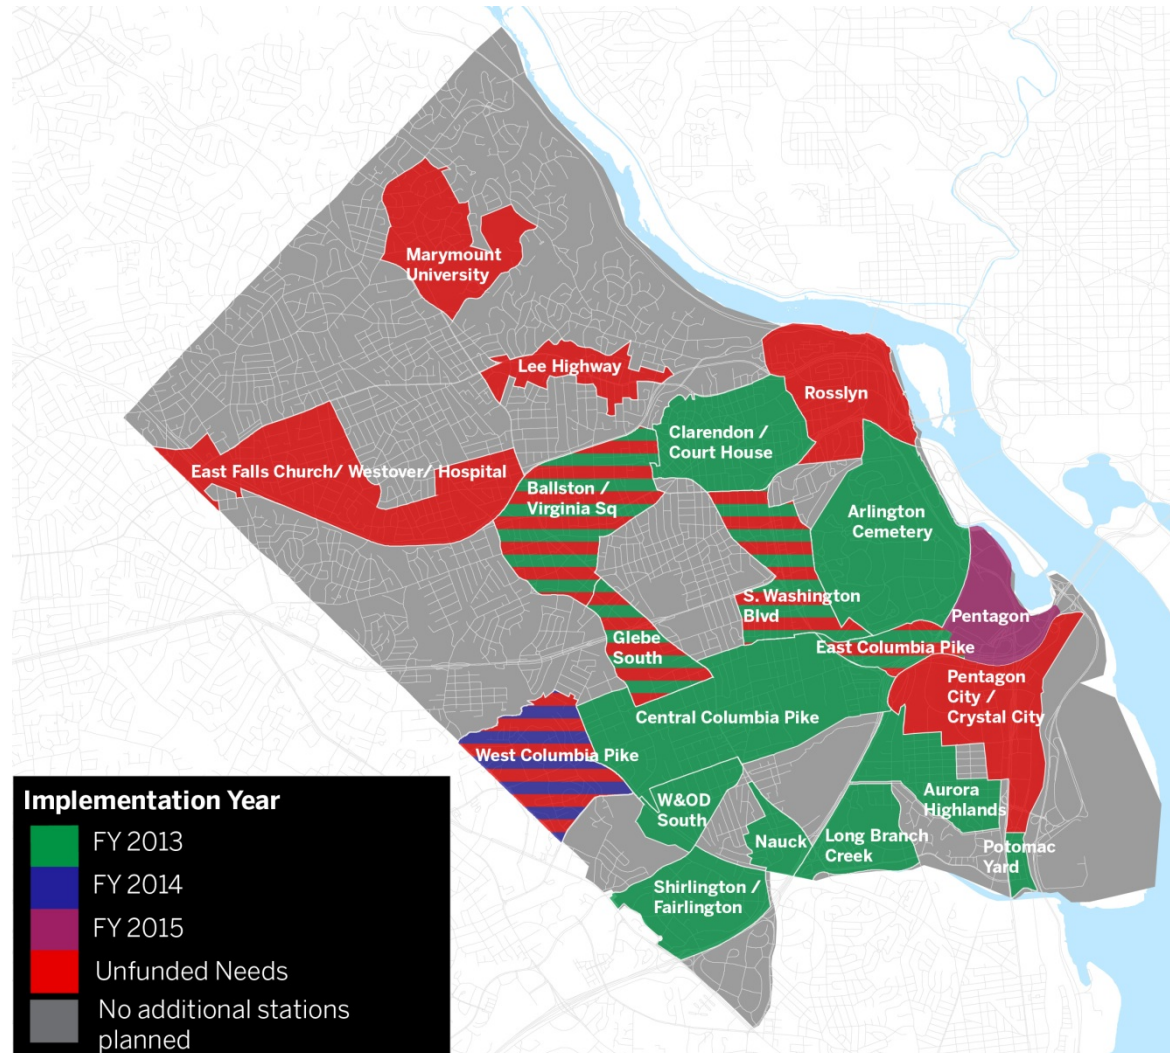 Marymount
University
Lee Highway
Rosslyn
Clarendon /
Court House
East Falls Church/ Westover/ Hospital
Ballston /
Virginia Sq
Arlington
Cemetery
S. Washington
Blvd
Pentagon
Glebe
South
East Columbia Pike
Pentagon
City /
Crystal City
Central Columbia Pike
West Columbia Pike
W&OD
South
Aurora
Highlands
Nauck
Long Branch
Creek
Potomac
Yard
Shirlington /
Fairlington
Implementation Year
FY 2013
FY 2014
FY 2015
Unfunded Needs
No additional stations
planned